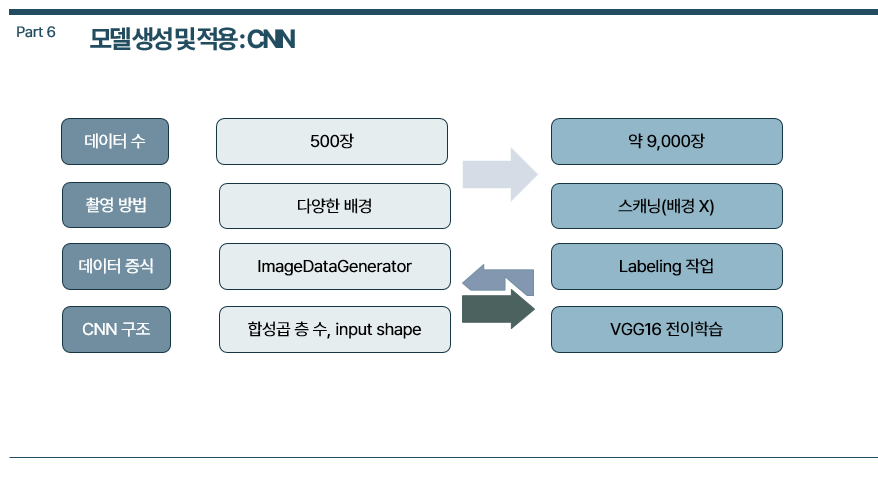 Part 6
모델 생성 및 적용 : CNN
데이터 수
500장
약 9,000장
촬영 방법
다양한 배경
스캐닝(배경 X)
데이터 증식
ImageDataGenerator
Labeling 작업
CNN 구조
합성곱 층 수, input shape
VGG16 전이학습